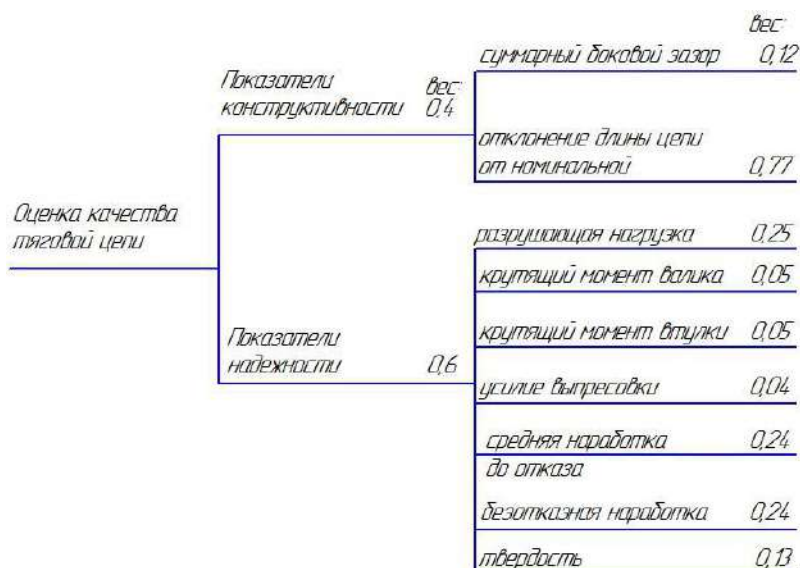 вес:
суммарный боковой зазор 0,12
Показатели
конструктивности
вес:
0,4
отклонение длины цепи
от номинальной 0,77
Оценка качества
тяговой цепи
разрушающая нагрузка 0,25
крутящий момент валика 0,05
Показатели
надежности 0,6
крутящий момент втулки 0,05
усилие выпресовки 0,04
средняя наработка 0,24
до отказа
безотказная наработка 0,24
твердость 0,13